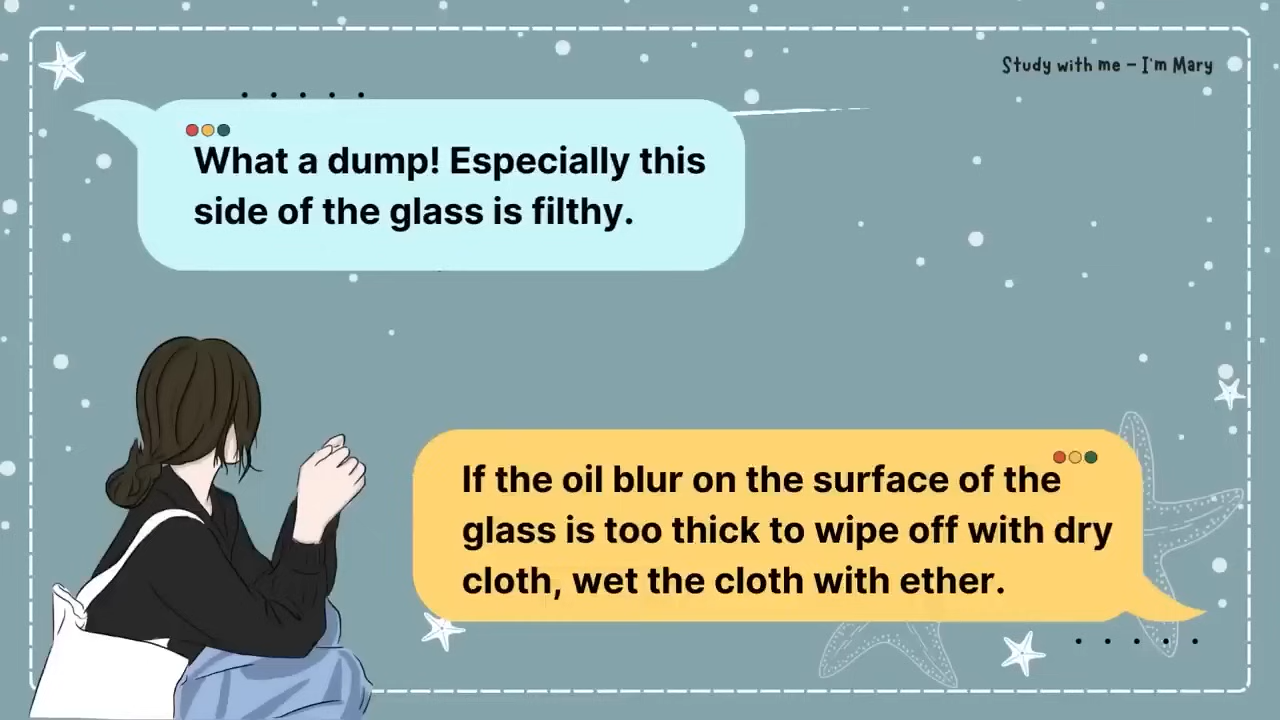 Study with me - I'm Mary
What a dump! Especially this
side of the glass is filthy.
If the oil blur on the surface of the
glass is too thick to wipe off with dry
cloth, wet the cloth with ether.